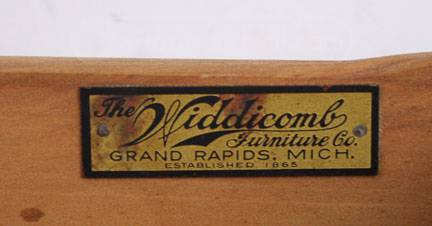 The Widdicomb
Furniture Co.
GRAND RAPIDS, MICH.
ESTABLISHED 1865